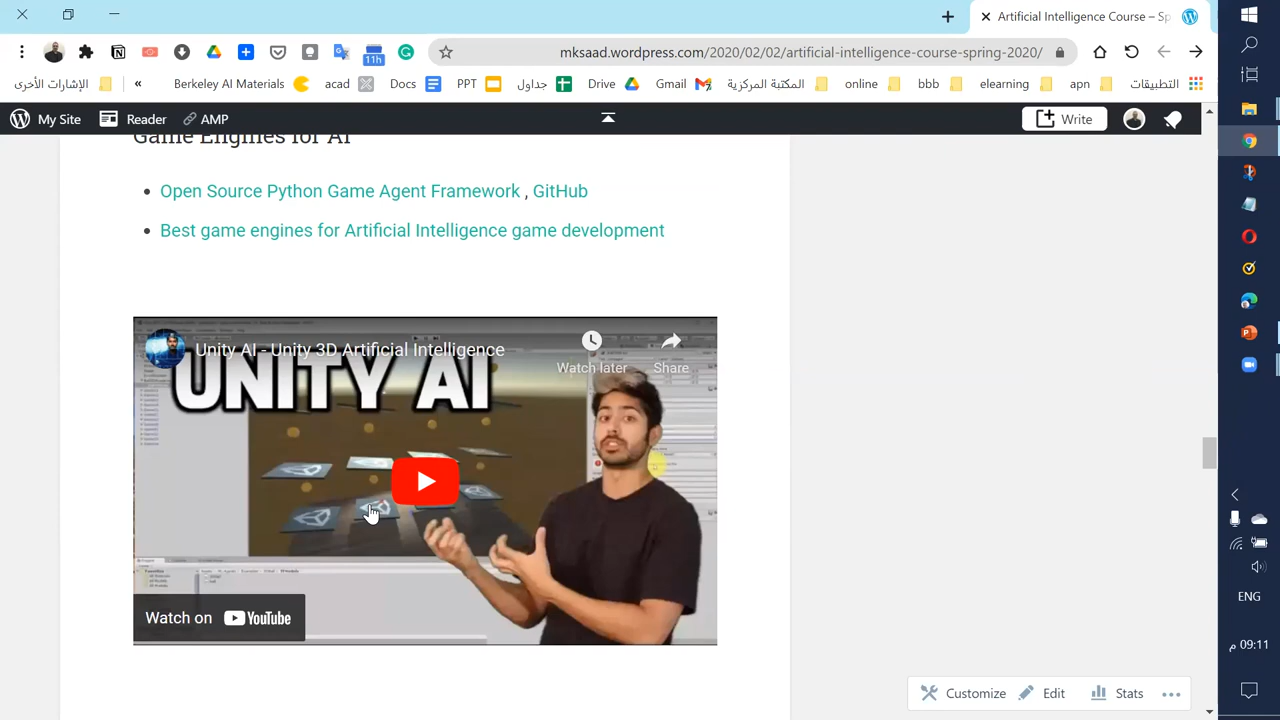 Artificial Intelligence Course – Sp
mksaad.wordpress.com/2020/02/02/artificial-intelligence-course-spring-2020/
11h
الإشارات الأخرى
«
Berkeley AI Materials
acad
Docs
PPT
جداول
Drive
Gmail
المكتبة المركزية
online
bbb
elearning
apn
التطبيقات
My Site
Reader
AMP
Write
Game Engines for AI
Open Source Python Game Agent Framework , GitHub
Best game engines for Artificial Intelligence game development
Unity AI - Unity 3D Artificial Intelligence
Watch later
Share
UNITY AI
Watch on YouTube
Customize
Edit
Stats
ENG
09:11 م